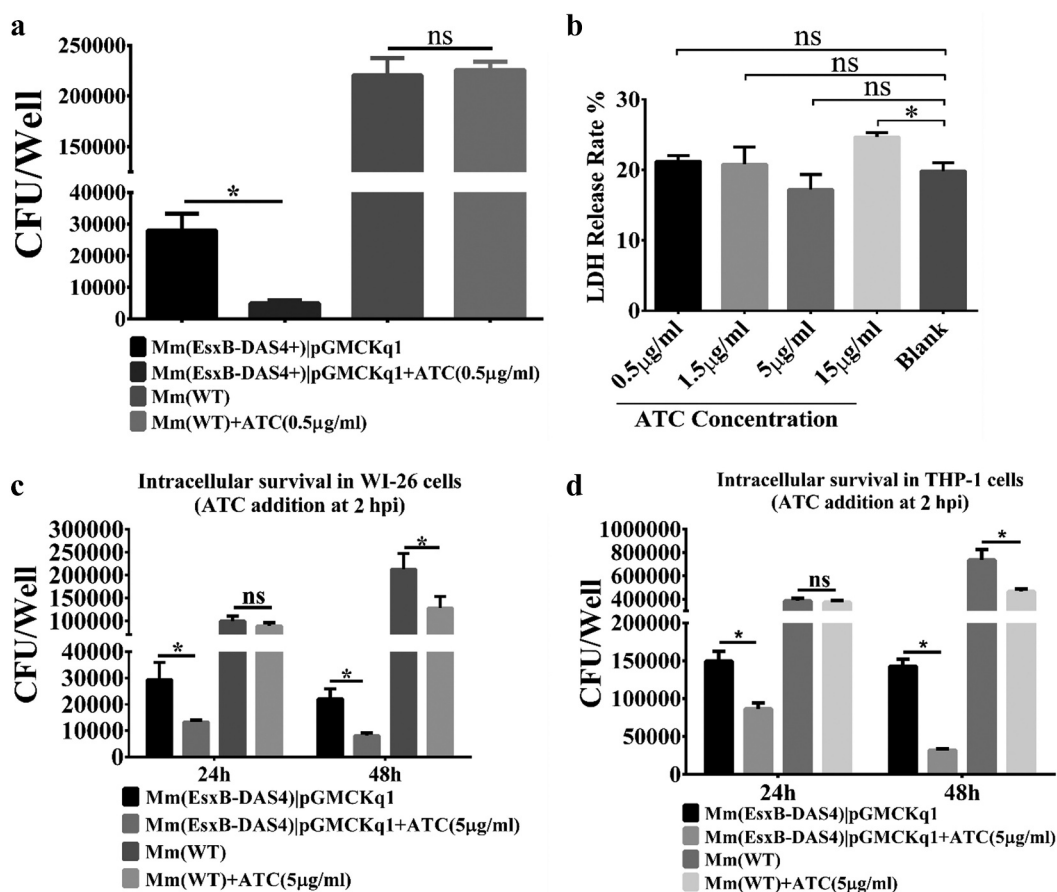 a
CFU/Well
250000
200000
150000
40000
30000
20000
10000
0
*
ns
Mm(EsxB-DAS4+)|pGMCKq1
Mm(EsxB-DAS4+)|pGMCKq1+ATC(0.5μg/ml)
Mm(WT)
Mm(WT)+ATC(0.5μg/ml)
b
LDH Release Rate %
30
20
10
0
ns
ns
ns
*
0.5μg/ml
1.5μg/ml
5μg/ml
15μg/ml
Blank
ATC Concentration
c
Intracellular survival in WI-26 cells
(ATC addition at 2 hpi)
CFU/Well
300000
250000
200000
150000
100000
50000
40000
30000
20000
10000
0
*
ns
*
*
24h
48h
Mm(EsxB-DAS4)|pGMCKq1
Mm(EsxB-DAS4)|pGMCKq1+ATC(5μg/ml)
Mm(WT)
Mm(WT)+ATC(5μg/ml)
d
Intracellular survival in THP-1 cells
(ATC addition at 2 hpi)
CFU/Well
1000000
800000
600000
400000
200000
150000
100000
50000
0
*
ns
*
*
24h
48h
Mm(EsxB-DAS4)|pGMCKq1
Mm(EsxB-DAS4)|pGMCKq1+ATC(5μg/ml)
Mm(WT)
Mm(WT)+ATC(5μg/ml)